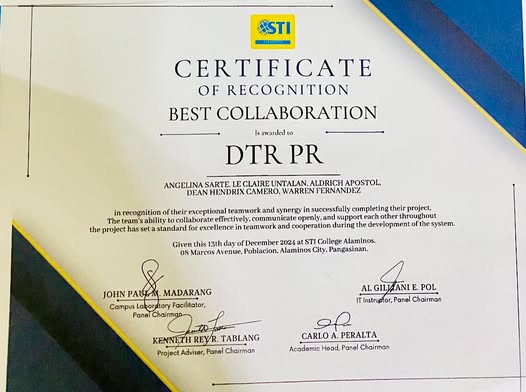 STI
CERTIFICATE
OF RECOGNITION
BEST COLLABORATION
Is awarded to
DTR PR
ANGELINA SARTE, LE CLAIRE UNTALAN, ALDRICH APOSTOL,
DEAN HENDRIX CAMERO, WARREN FERNANDEZ
in recognition of their exceptional teamwork and synergy in successfully completing their project.
The team's ability to collaborate effectively, communicate openly, and support each other throughout
the project has set a standard for excellence in teamwork and cooperation during the development of the system.
Given this 13th day of December 2024 at STI College Alaminos.
08 Marcos Avenue, Poblacion, Alaminos City, Pangasinan.
JOHN PAUL M. MADARANG
Campus Laboratory Facilitator,
Panel Chairman
AL GILLIANI E. POL
IT Instructor, Panel Chairman
KENNETH REY R. TABLANG
Project Adviser, Panel Chairman
CARLO A. PERALTA
Academic Head, Panel Chairman